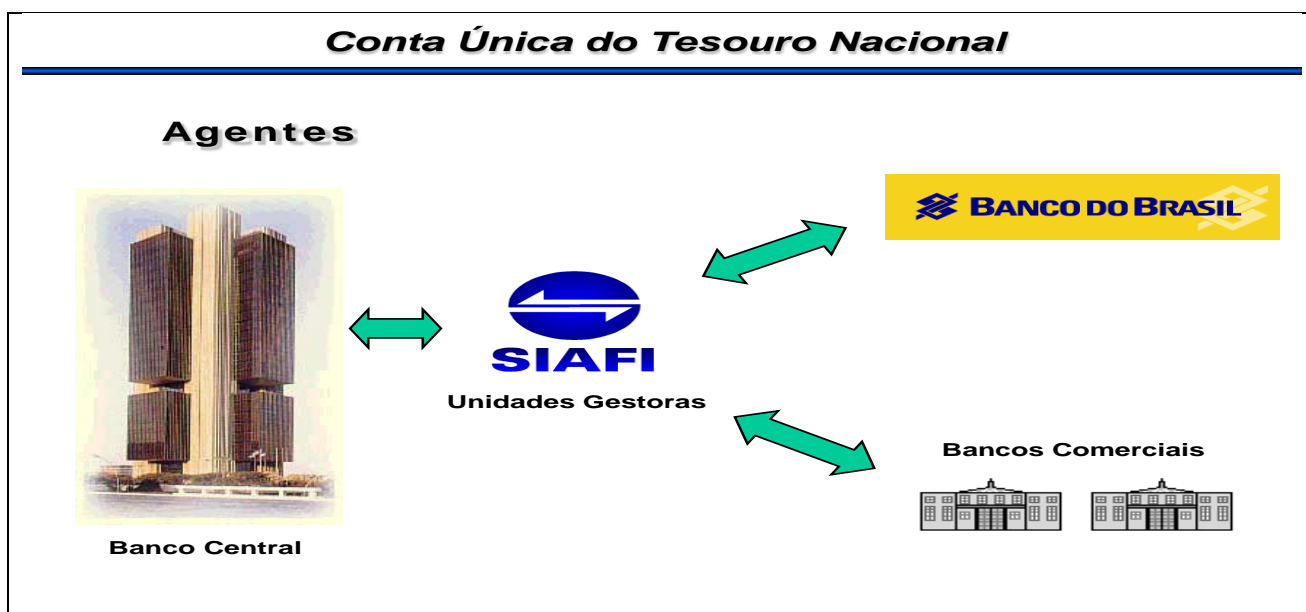 Conta Única do Tesouro Nacional
Agentes
BANCO DO BRASIL
SIAFI
Unidades Gestoras
Bancos Comerciais
Banco Central